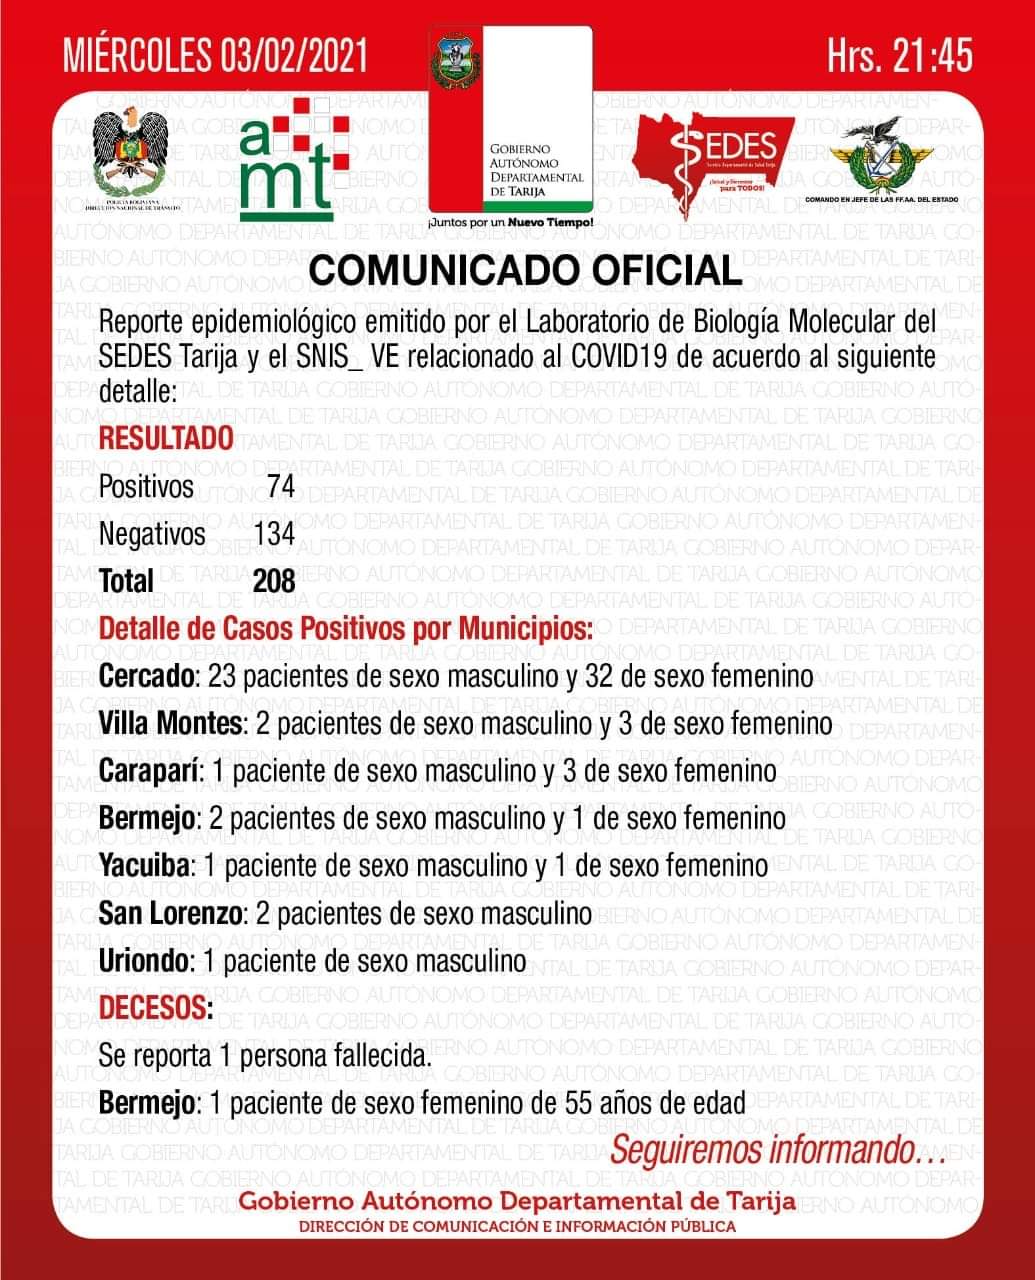 MIÉRCOLES 03/02/2021
Hrs. 21:45
POLICÍA BOLIVIANA
DIRECCIÓN NACIONAL DE TRÁNSITO
amt
GOBIERNO
AUTÓNOMO
DEPARTAMENTAL
DE TARIJA
¡Juntos por un Nuevo Tiempo!
SEDES
Servicio Departamental de Salud Tarija
¡Salud y Bienestar
para TODOS!
COMANDO EN JEFE DE LAS FF.AA. DEL ESTADO
COMUNICADO OFICIAL
Reporte epidemiológico emitido por el Laboratorio de Biología Molecular del
SEDES Tarija y el SNIS_ VE relacionado al COVID19 de acuerdo al siguiente
detalle:
RESULTADO
Positivos 74
Negativos 134
Total 208
Detalle de Casos Positivos por Municipios:
Cercado: 23 pacientes de sexo masculino y 32 de sexo femenino
Villa Montes: 2 pacientes de sexo masculino y 3 de sexo femenino
Caraparí: 1 paciente de sexo masculino y 3 de sexo femenino
Bermejo: 2 pacientes de sexo masculino y 1 de sexo femenino
Yacuiba: 1 paciente de sexo masculino y 1 de sexo femenino
San Lorenzo: 2 pacientes de sexo masculino
Uriondo: 1 paciente de sexo masculino
DECESOS:
Se reporta 1 persona fallecida.
Bermejo: 1 paciente de sexo femenino de 55 años de edad
Seguiremos informando...
Gobierno Autónomo Departamental de Tarija
DIRECCIÓN DE COMUNICACIÓN E INFORMACIÓN PÚBLICA